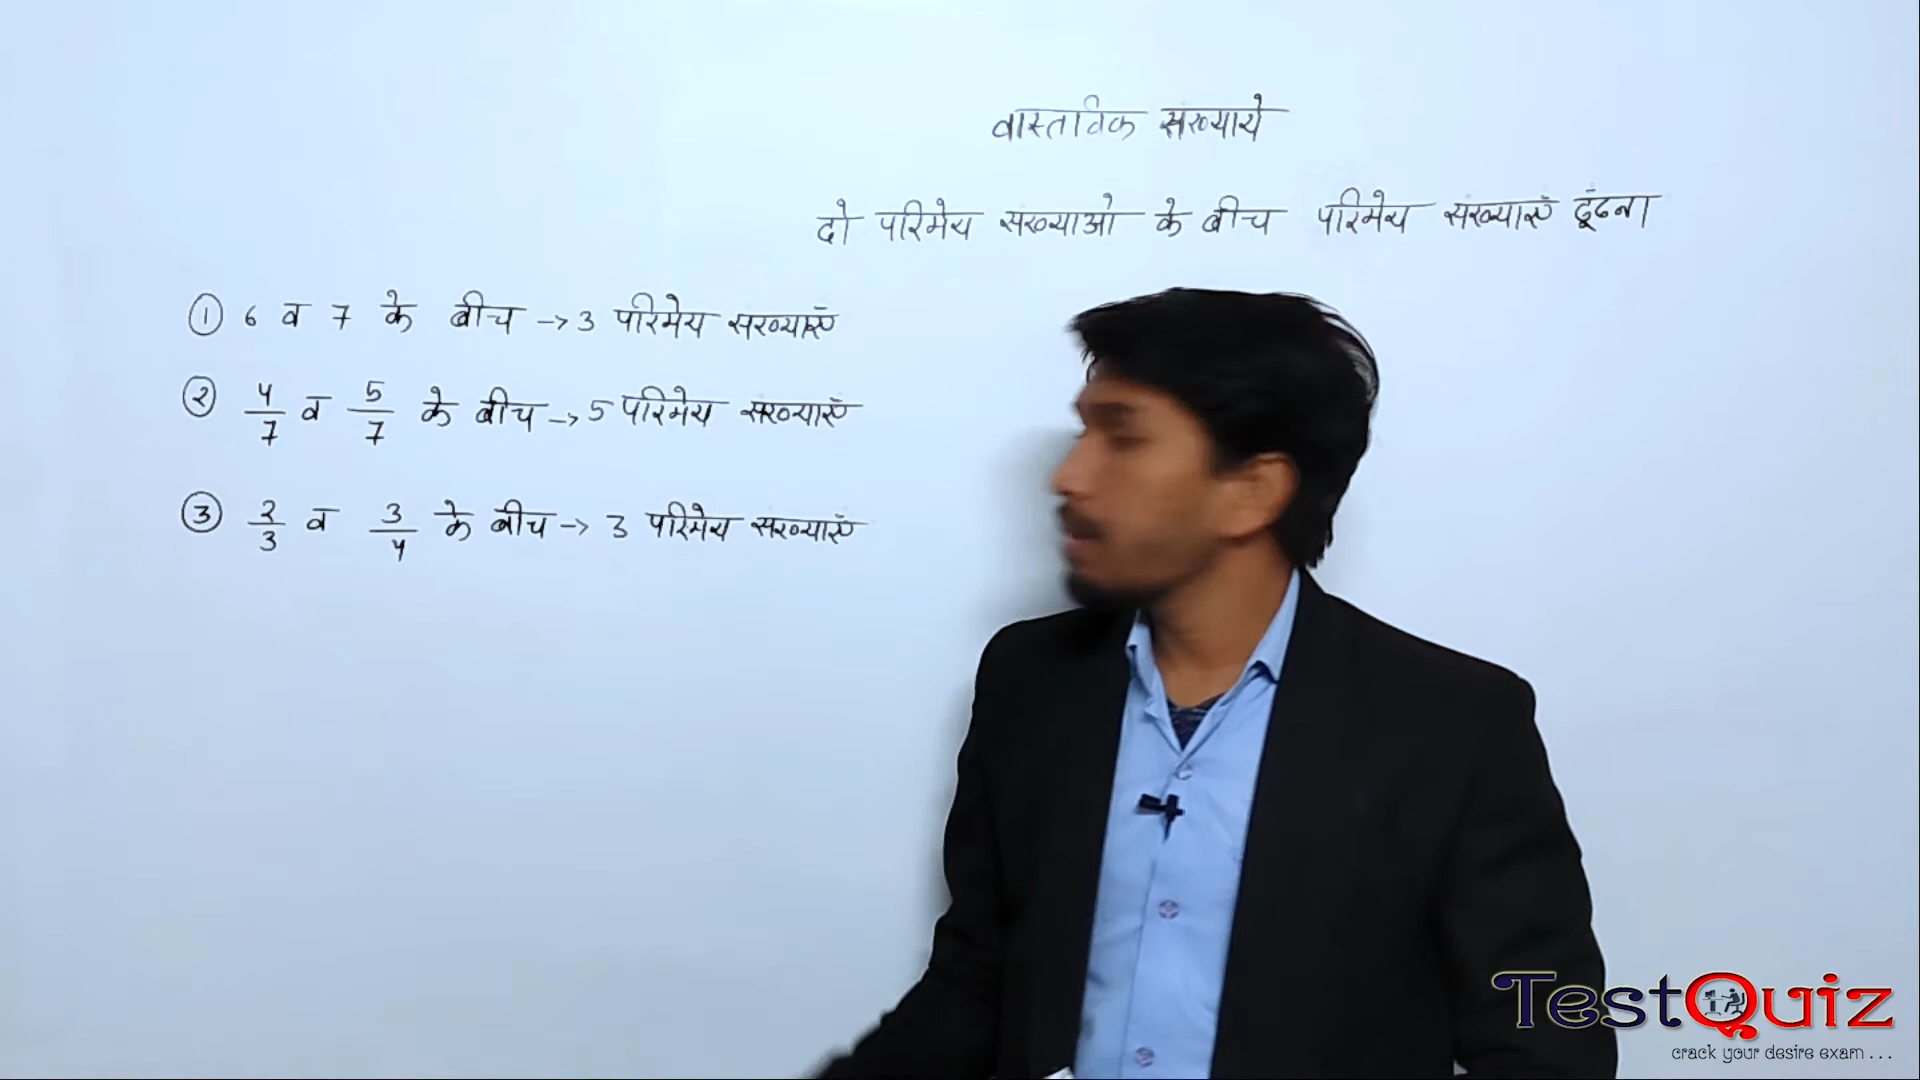 वास्तविक संख्याये
दो परिमेय संख्याओ के बीच परिमेय संख्याएँ ढूंढना
① 6 व 7 के बीच → 3 परिमेय संख्याएँ
② 4/7 व 5/7 के बीच → 5 परिमेय संख्याएँ
③ 2/3 व 3/4 के बीच → 3 परिमेय संख्याएँ
TestQuiz
crack your desire exam ...